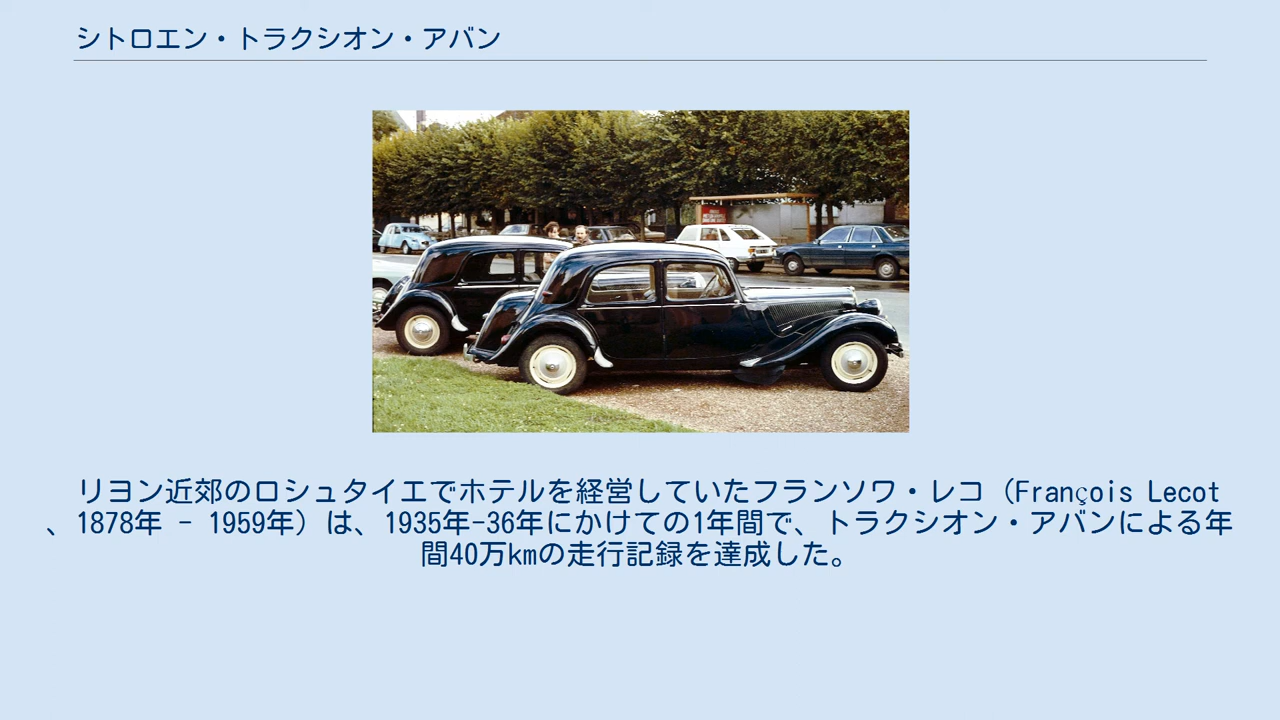 シトロエン・トラクシオン・アバン
リヨン近郊のロシュタイエでホテルを経営していたフランソワ・レコ（François Lecot
、1878年 - 1959年）は、1935年-36年にかけての1年間で、トラクシオン・アバンによる年
間40万kmの走行記録を達成した。